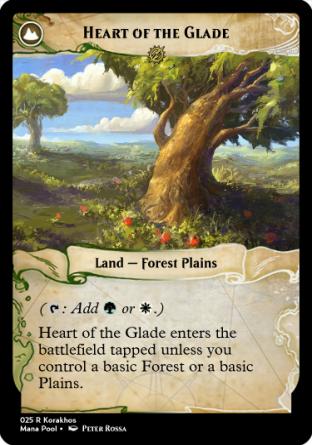 Heart of the Glade
Land — Forest Plains
( : Add or .)
Heart of the Glade enters the
battlefield tapped unless you
control a basic Forest or a basic
Plains.
025 R Korakhos
Mana Pool • Peter Rossa